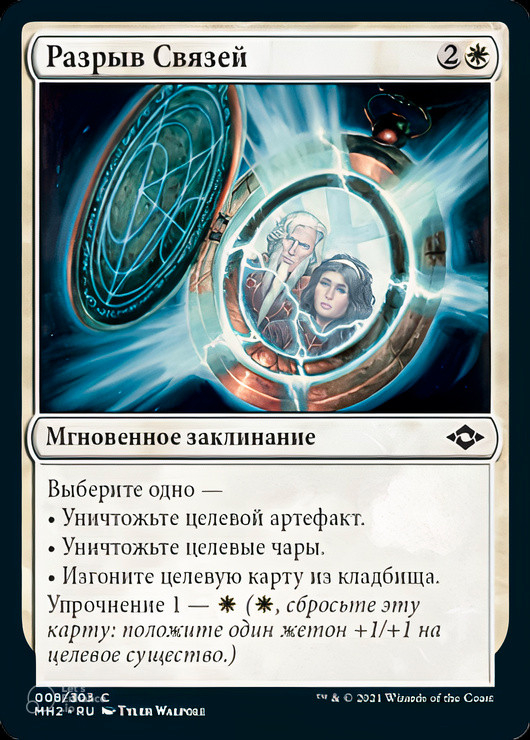 Разрыв Связей 2
Мгновенное заклинание
Выберите одно —
• Уничтожьте целевой артефакт.
• Уничтожьте целевые чары.
• Изгоните целевую карту из кладбища.
Упрочнение 1 — (, сбросьте эту
карту: положите один жетон +1/+1 на
целевое существо.)
008/303 C
MH2 • RU Tyler Walpole
™ & © 2021 Wizards of the Coast